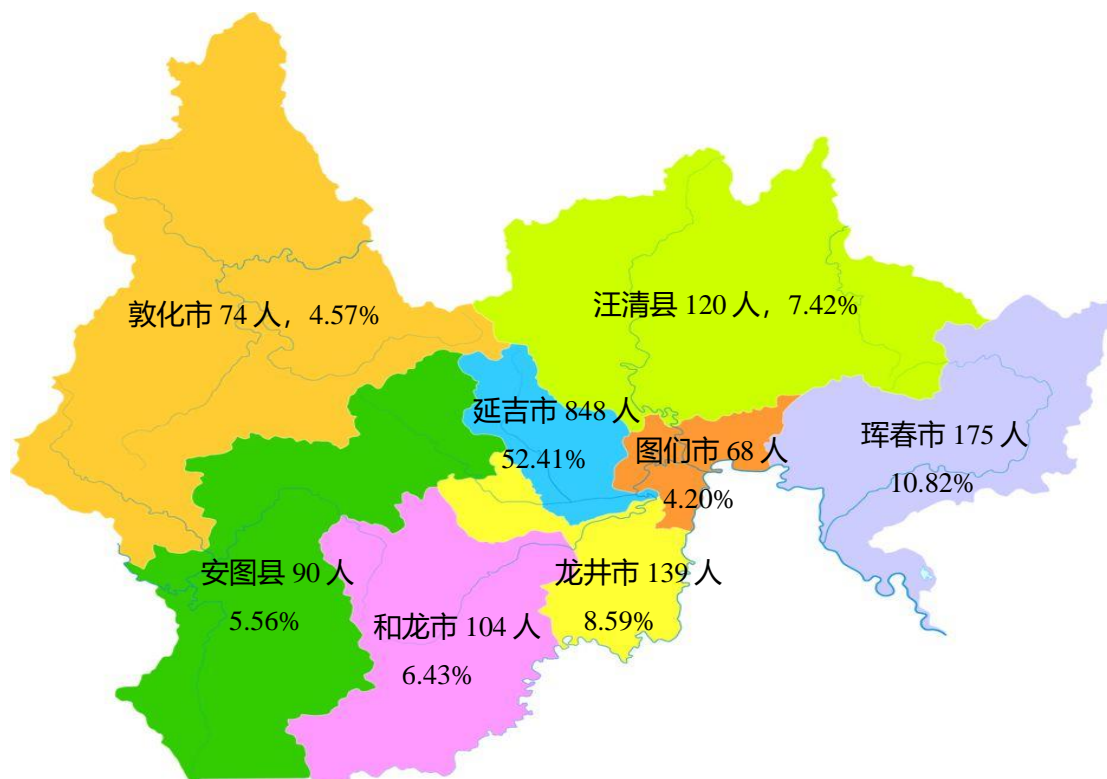 敦化市 74 人，4.57%
汪清县 120 人，7.42%
延吉市 848 人
52.41%
图们市 68 人
4.20%
珲春市 175 人
10.82%
安图县 90 人
5.56%
和龙市 104 人
6.43%
龙井市 139 人
8.59%